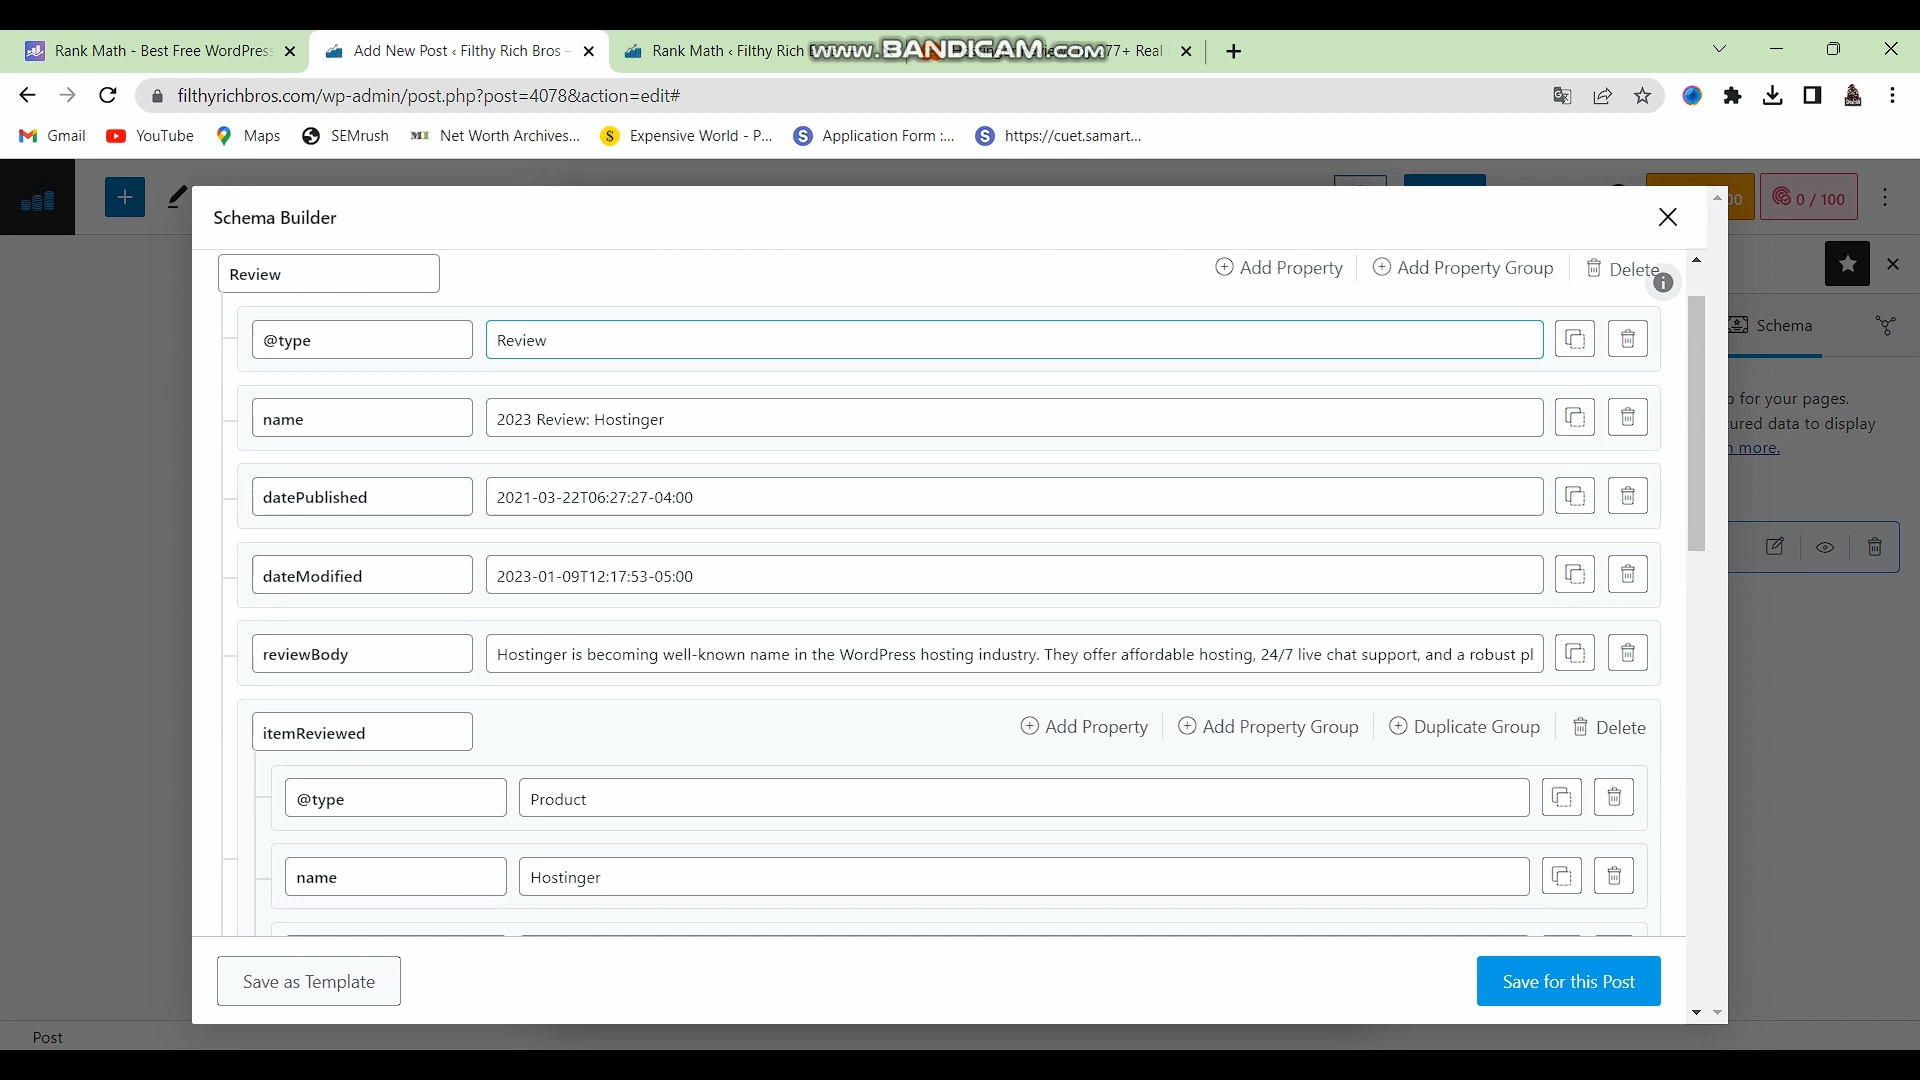 Rank Math - Best Free WordPress
Add New Post ‹ Filthy Rich Bros -
Rank Math ‹ Filthy Rich
www.BANDICAM.com
77+ Real
filthyrichbros.com/wp-admin/post.php?post=4078&action=edit#
Gmail
YouTube
Maps
SEMrush
Net Worth Archives...
Expensive World - P...
Application Form :...
https://cuet.samart...
0 / 100
Schema Builder
Review
Add Property
Add Property Group
Delete
@type
Review
name
2023 Review: Hostinger
datePublished
2021-03-22T06:27:27-04:00
dateModified
2023-01-09T12:17:53-05:00
reviewBody
Hostinger is becoming well-known name in the WordPress hosting industry. They offer affordable hosting, 24/7 live chat support, and a robust pl
itemReviewed
Add Property
Add Property Group
Duplicate Group
Delete
@type
Product
name
Hostinger
Save as Template
Save for this Post
Schema
for your pages.
tured data to display
more.
Post